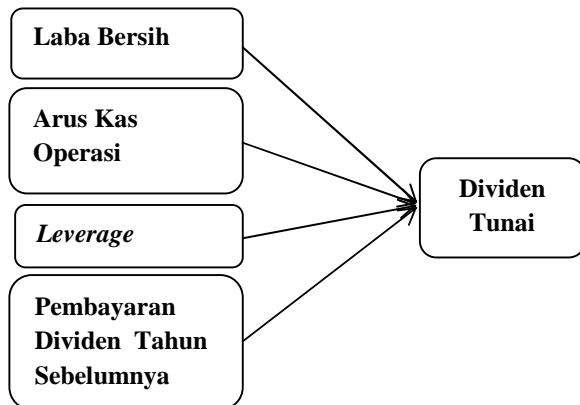 Laba Bersih
Arus Kas
Operasi
Leverage
Pembayaran
Dividen Tahun
Sebelumnya
Dividen
Tunai